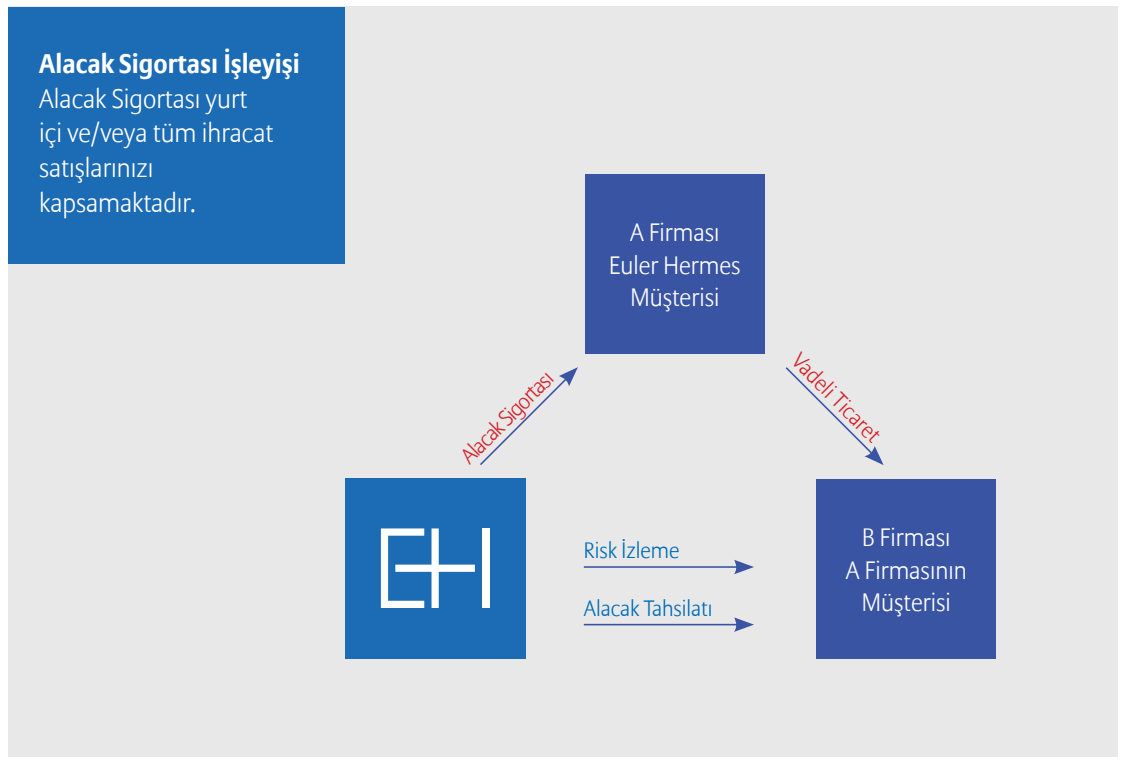 Alacak Sigortası İşleyişi
Alacak Sigortası yurt
içi ve/veya tüm ihracat
satışlarınızı
kapsamaktadır.
A Firması
Euler Hermes
Müşterisi
Alacak Sigortası
Vadeli Ticaret
EH
Risk İzleme
Alacak Tahsilatı
B Firması
A Firmasının
Müşterisi